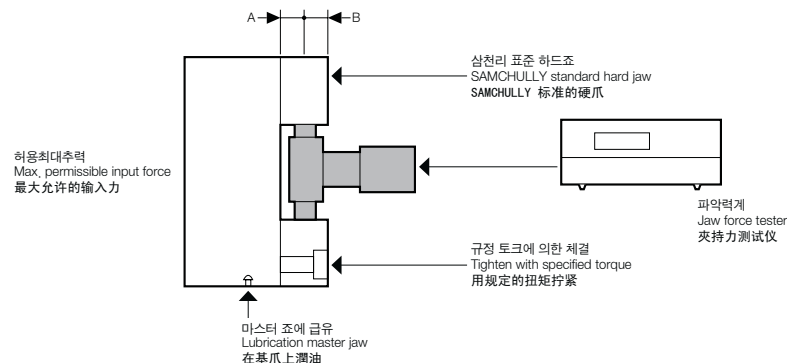 A
B
삼천리 표준 하드죠
SAMCHULLY standard hard jaw
SAMCHULLY 标准的硬爪
허용최대추력
Max. permissible input force
最大允许的输入力
파악력계
Jaw force tester
夾持力测试仪
규정 토크에 의한 체결
Tighten with specified torque
用规定的扭矩拧紧
마스터 죠에 급유
Lubrication master jaw
在基爪上潤油